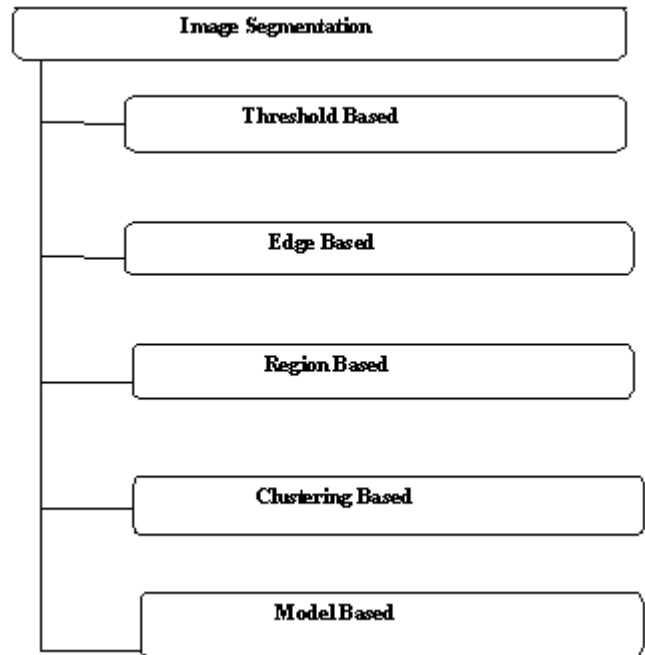 Image Segmentation
Threshold Based
Edge Based
Region Based
Clustering Based
Model Based